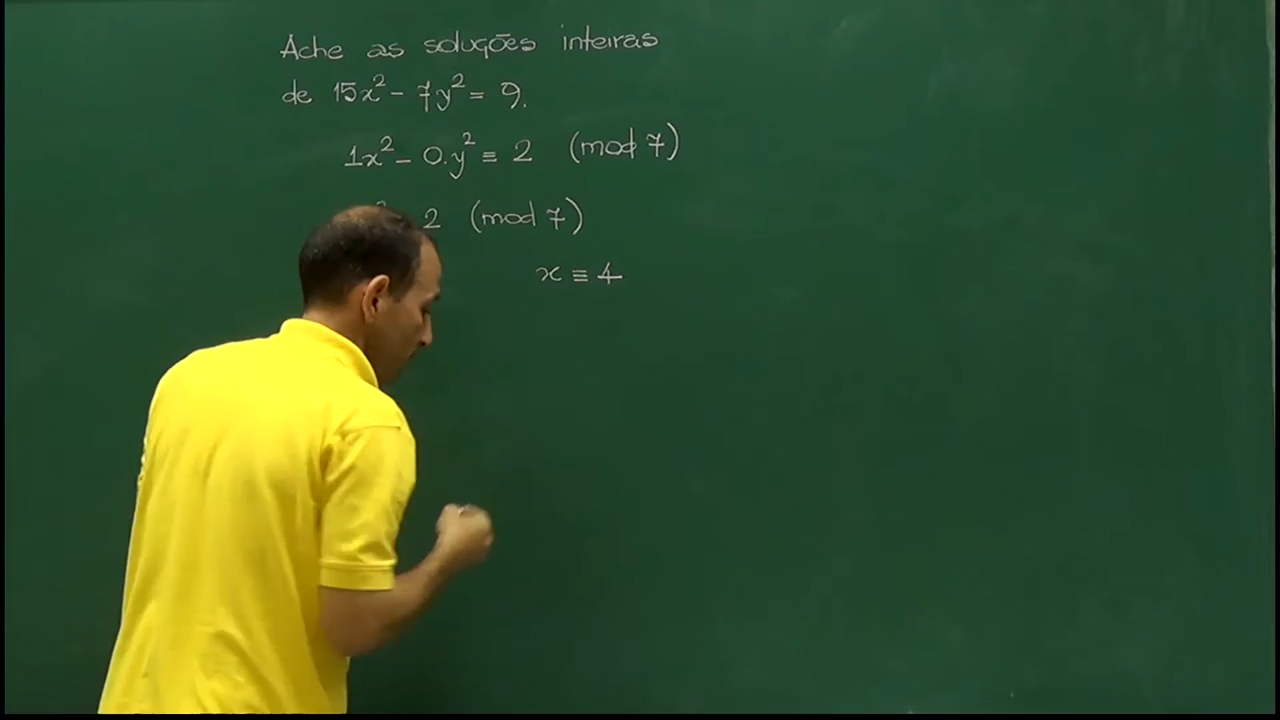 Ache as soluções inteiras
de 15x² - 7y² = 9.
1x² - 0.y² ≡ 2 (mod 7)
2 (mod 7)
x ≡ 4